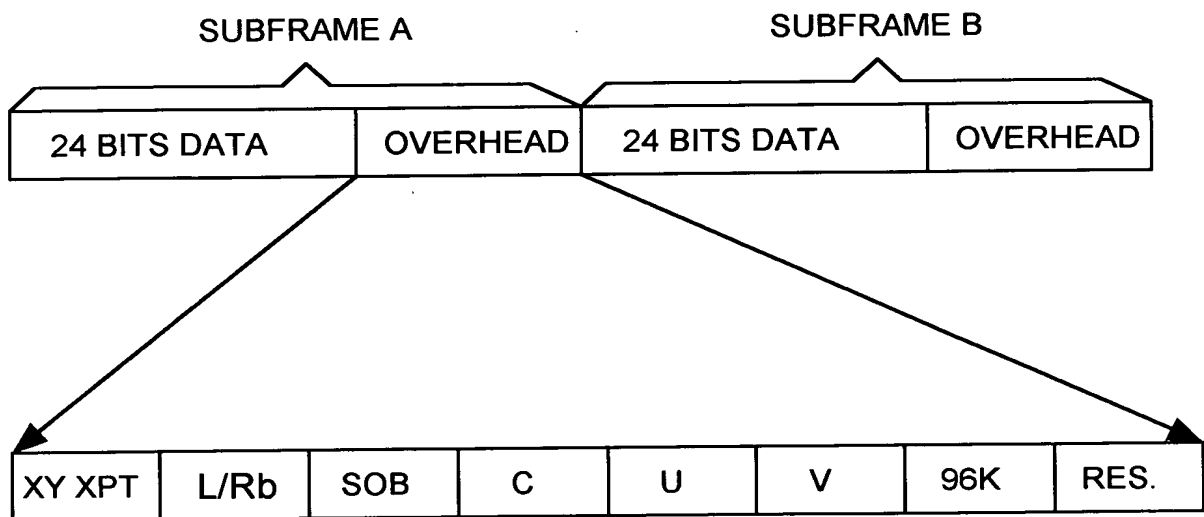 SUBFRAME A SUBFRAME B
24 BITS DATA OVERHEAD 24 BITS DATA OVERHEAD
XY XPT L/Rb SOB C U V 96K RES.